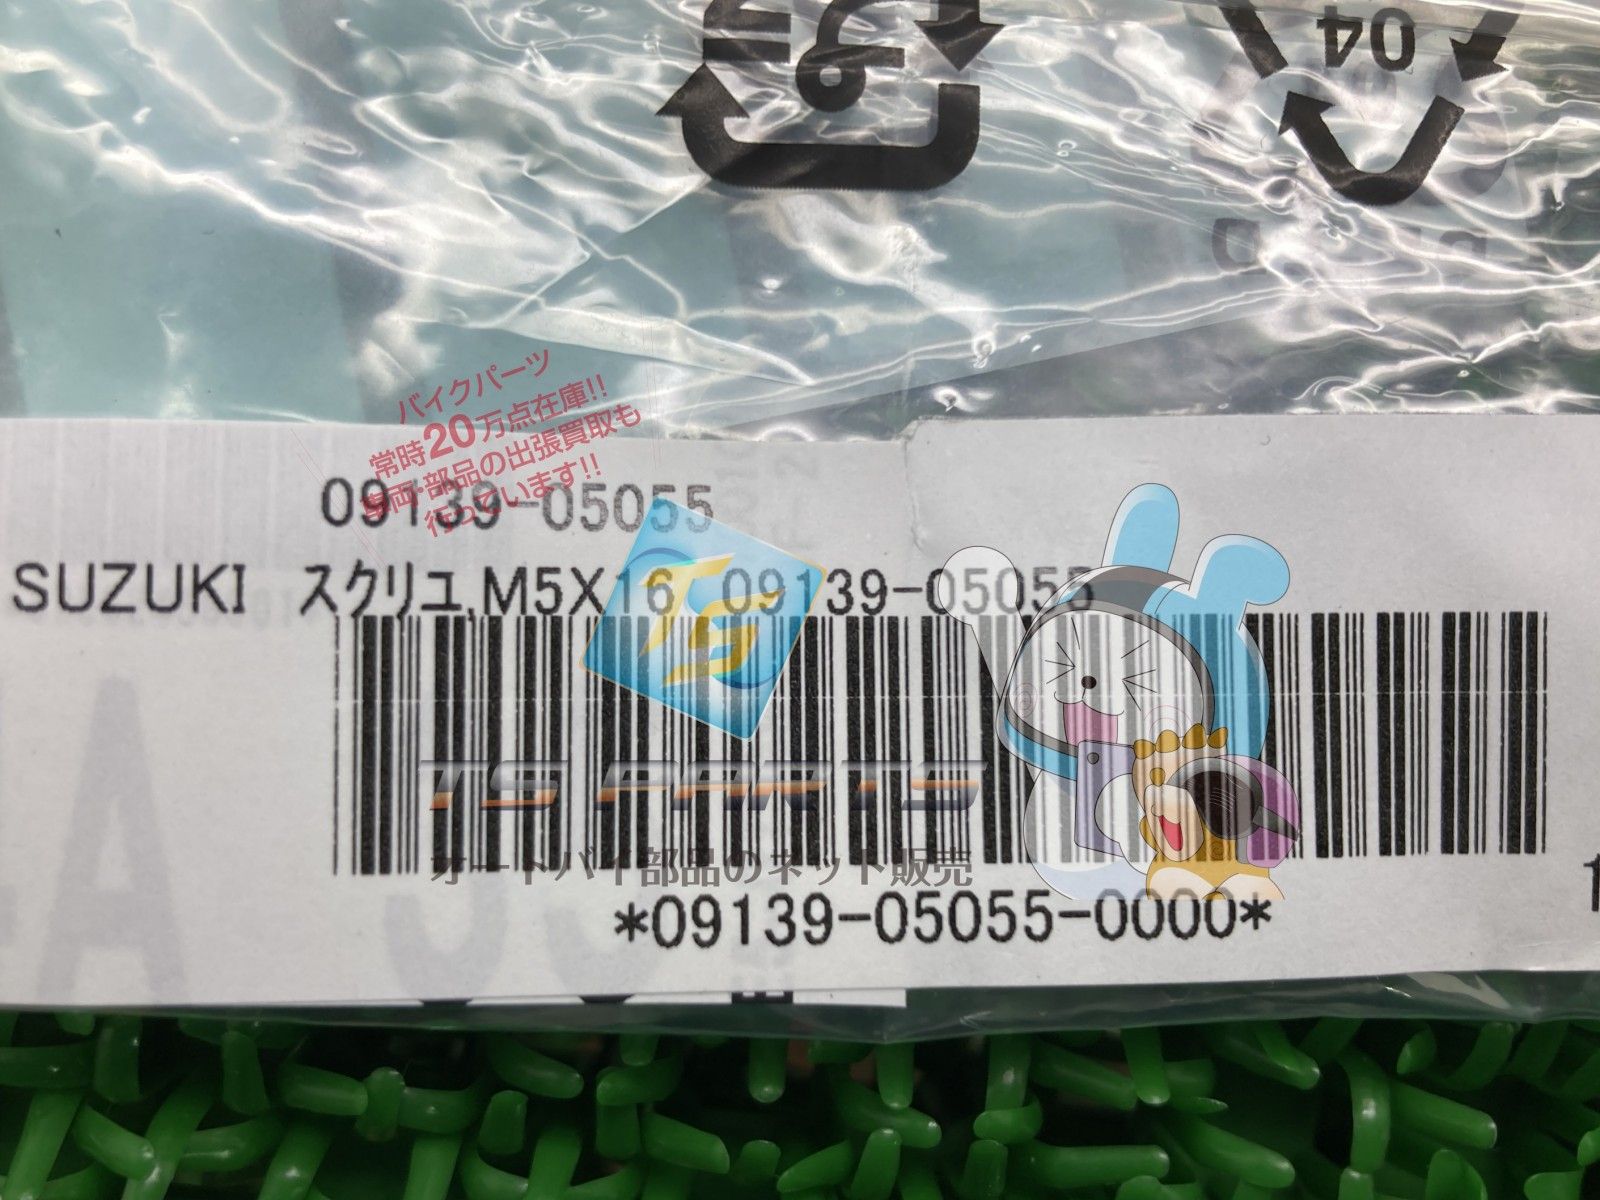 04
バイクパーツ
常時20万点在庫!!
車両・部品の出張買取も
行っています!!
09139-05055
SUZUKI スクリユ,M5X16 09139-05055
TS
TS PARTS
オートバイ部品のネット販売
*09139-05055-0000*